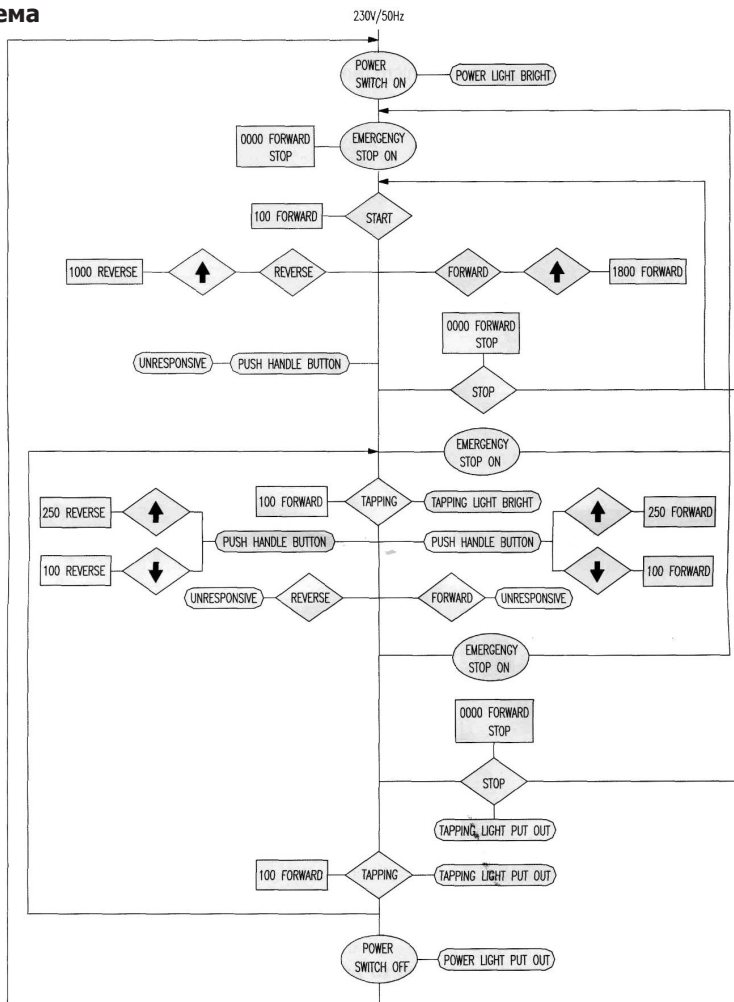 ема
230V/50Hz
POWER
SWITCH ON
POWER LIGHT BRIGHT
0000 FORWARD
STOP
EMERGENCY
STOP ON
100 FORWARD
START
1000 REVERSE
REVERSE
FORWARD
1800 FORWARD
0000 FORWARD
STOP
UNRESPONSIVE
PUSH HANDLE BUTTON
STOP
EMERGENCY
STOP ON
100 FORWARD
TAPPING
TAPPING LIGHT BRIGHT
250 REVERSE
250 FORWARD
PUSH HANDLE BUTTON
PUSH HANDLE BUTTON
100 REVERSE
100 FORWARD
UNRESPONSIVE
REVERSE
FORWARD
UNRESPONSIVE
EMERGENCY
STOP ON
0000 FORWARD
STOP
STOP
TAPPING LIGHT PUT OUT
100 FORWARD
TAPPING
TAPPING LIGHT PUT OUT
POWER
SWITCH OFF
POWER LIGHT PUT OUT